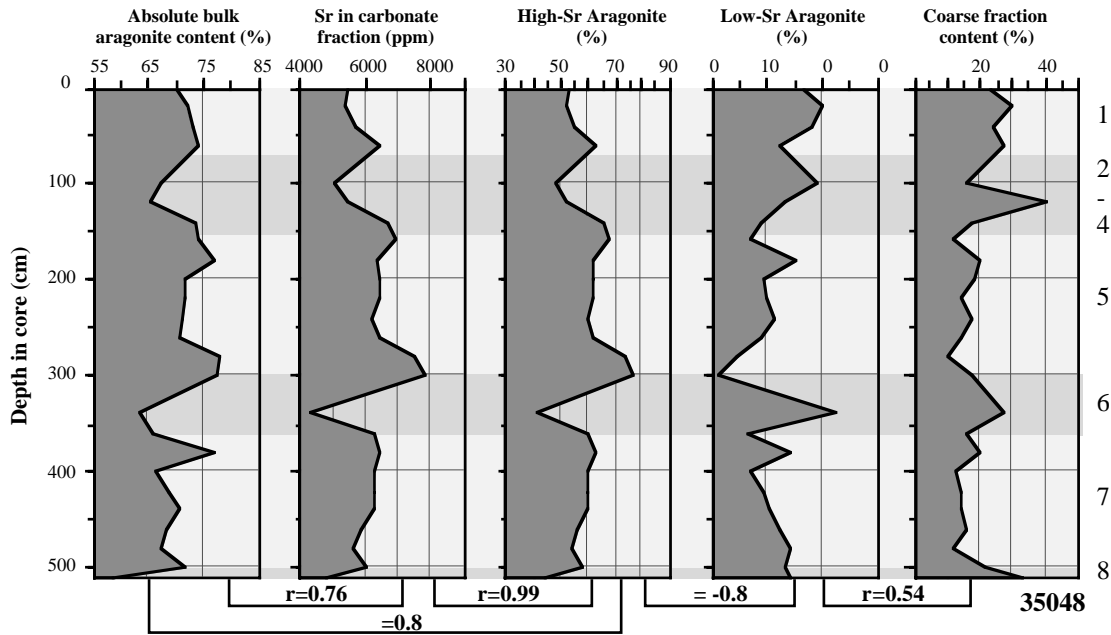 Absolute bulk
aragonite content (%)
Sr in carbonate
fraction (ppm)
High-Sr Aragonite
(%)
Low-Sr Aragonite
(%)
Coarse fraction
content (%)
55 65 75 85
4000 6000 8000
30 50 70 90
0 10 0 0
20 40
Depth in core (cm)
0
100
200
300
400
500
1
2
-
4
5
6
7
8
r=0.76
r=0.99
= -0.8
r=0.54
35048
=0.8